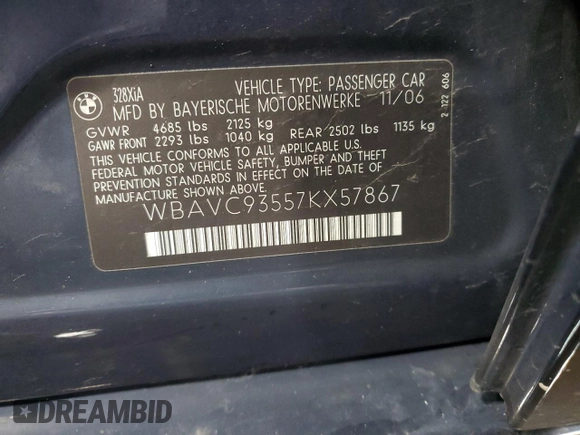 BMW
328XiA
VEHICLE TYPE: PASSENGER CAR
MFD BY BAYERISCHE MOTORENWERKE 11/06
GVWR 4685 lbs 2125 kg
GAWR FRONT 2293 lbs 1040 kg REAR 2502 lbs 1135 kg
THIS VEHICLE CONFORMS TO ALL APPLICABLE
FEDERAL MOTOR VEHICLE SAFETY, BUMPER AND THEFT
PREVENTION STANDARDS IN EFFECT ON THE DATE OF
MANUFACTURE SHOWN ABOVE.
WBAVC93557KX57867
2 122 606
DREAMBID